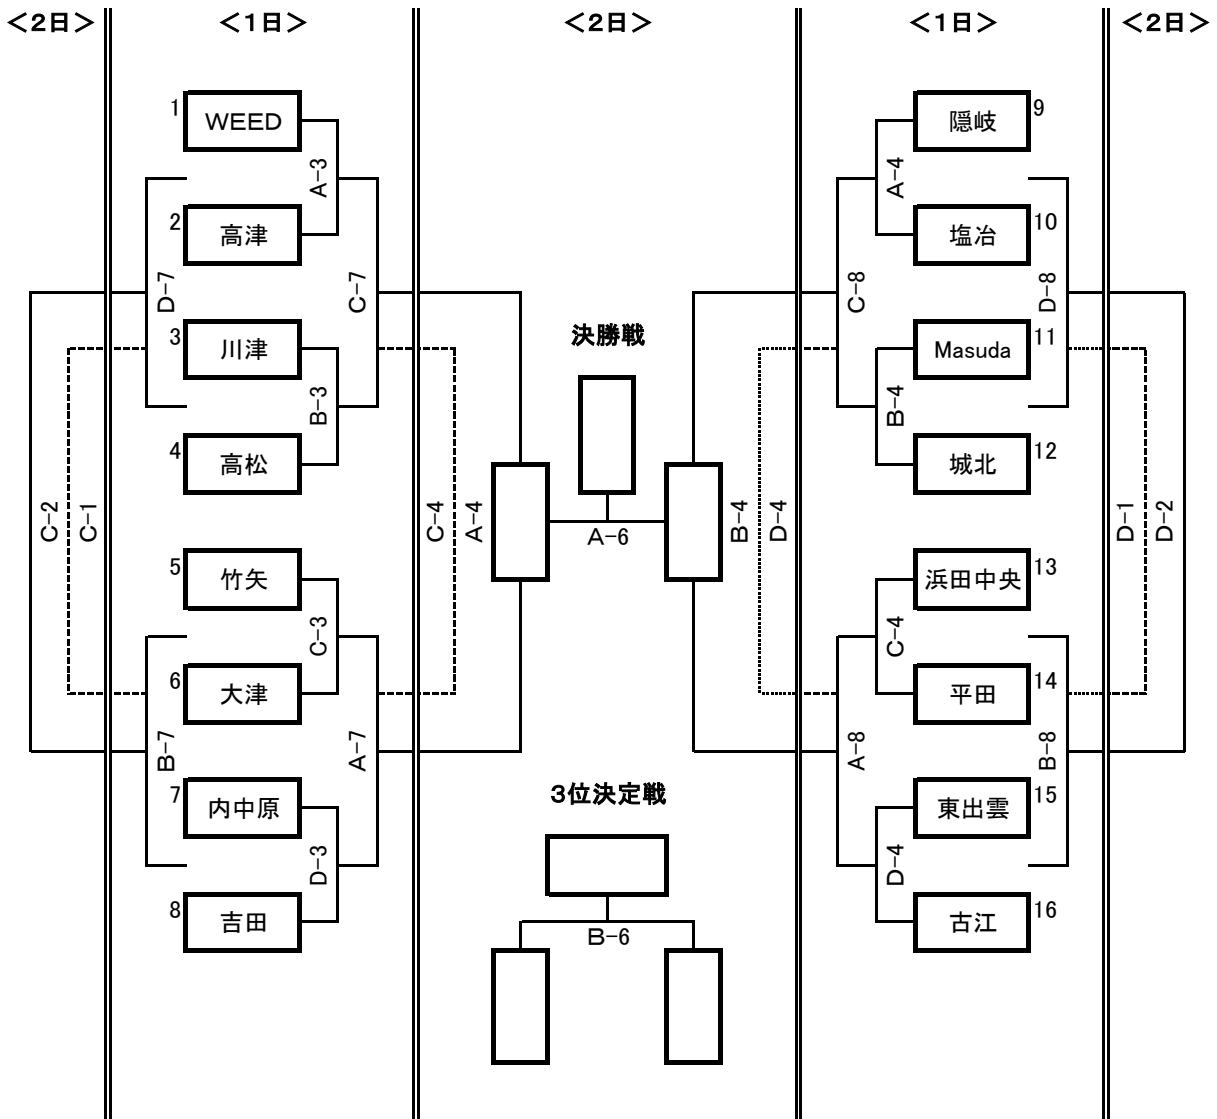 ＜2日＞
＜1日＞
＜2日＞
＜1日＞
＜2日＞
1
WEED
A-3
2
高津
D-7
C-7
3
川津
B-3
4
高松
C-2
C-1
C-4
A-4
5
竹矢
C-3
6
大津
B-7
A-7
7
内中原
D-3
8
吉田
決勝戦
A-6
3位決定戦
B-6
隠岐
9
A-4
塩冶
10
C-8
D-8
Masuda
11
B-4
城北
12
B-4
D-4
D-1
D-2
浜田中央
13
C-4
平田
14
A-8
B-8
東出雲
15
D-4
古江
16